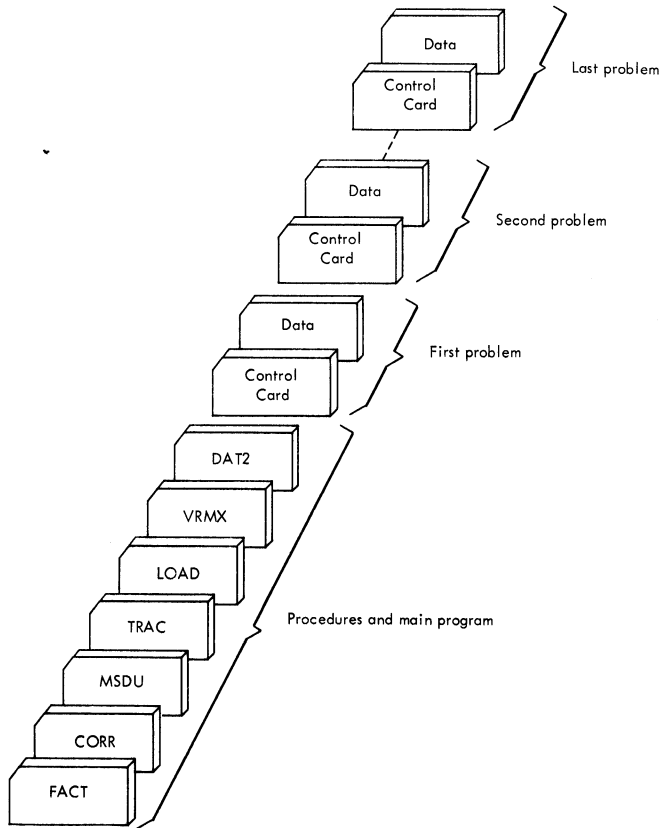 Data
Control
Card
Last problem
Data
Control
Card
Second problem
Data
Control
Card
First problem
DAT2
VRMX
LOAD
TRAC
MSDU
CORR
FACT
Procedures and main program